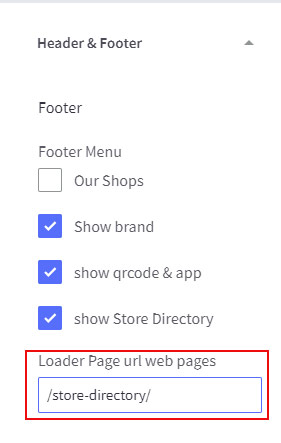 Header & Footer
Footer
Footer Menu
Our Shops
Show brand
show qrcode & app
show Store Directory
Loader Page url web pages
/store-directory/